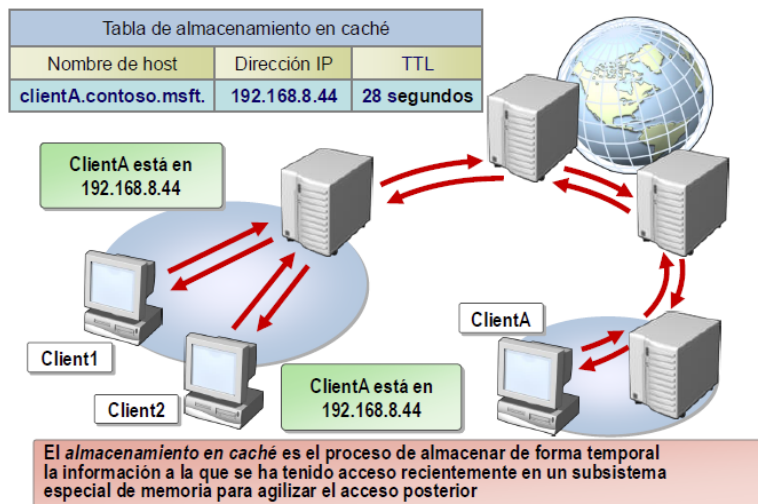 Tabla de almacenamiento en caché
Nombre de host Dirección IP TTL
clientA.contoso.msft. 192.168.8.44 28 segundos
ClientA está en
192.168.8.44
Client1
Client2
ClientA está en
192.168.8.44
ClientA
El almacenamiento en caché es el proceso de almacenar de forma temporal
la información a la que se ha tenido acceso recientemente en un subsistema
especial de memoria para agilizar el acceso posterior